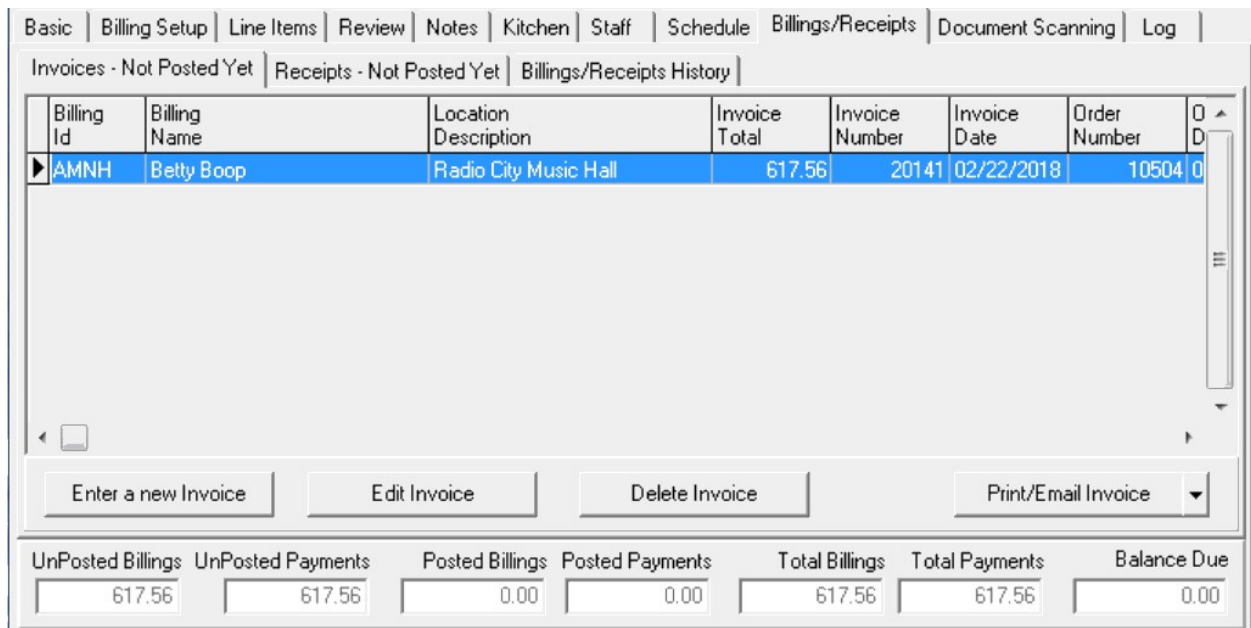 Basic Billing Setup Line Items Review Notes Kitchen Staff Schedule Billings/Receipts Document Scanning Log
Invoices - Not Posted Yet Receipts - Not Posted Yet Billings/Receipts History
Billing Id Billing Name Location Description Invoice Total Invoice Number Invoice Date Order Number O D
AMNH Betty Boop Radio City Music Hall 617.56 20141 02/22/2018 10504 0
Enter a new Invoice Edit Invoice Delete Invoice Print/Email Invoice
UnPosted Billings UnPosted Payments Posted Billings Posted Payments Total Billings Total Payments Balance Due
617.56 617.56 0.00 0.00 617.56 617.56 0.00